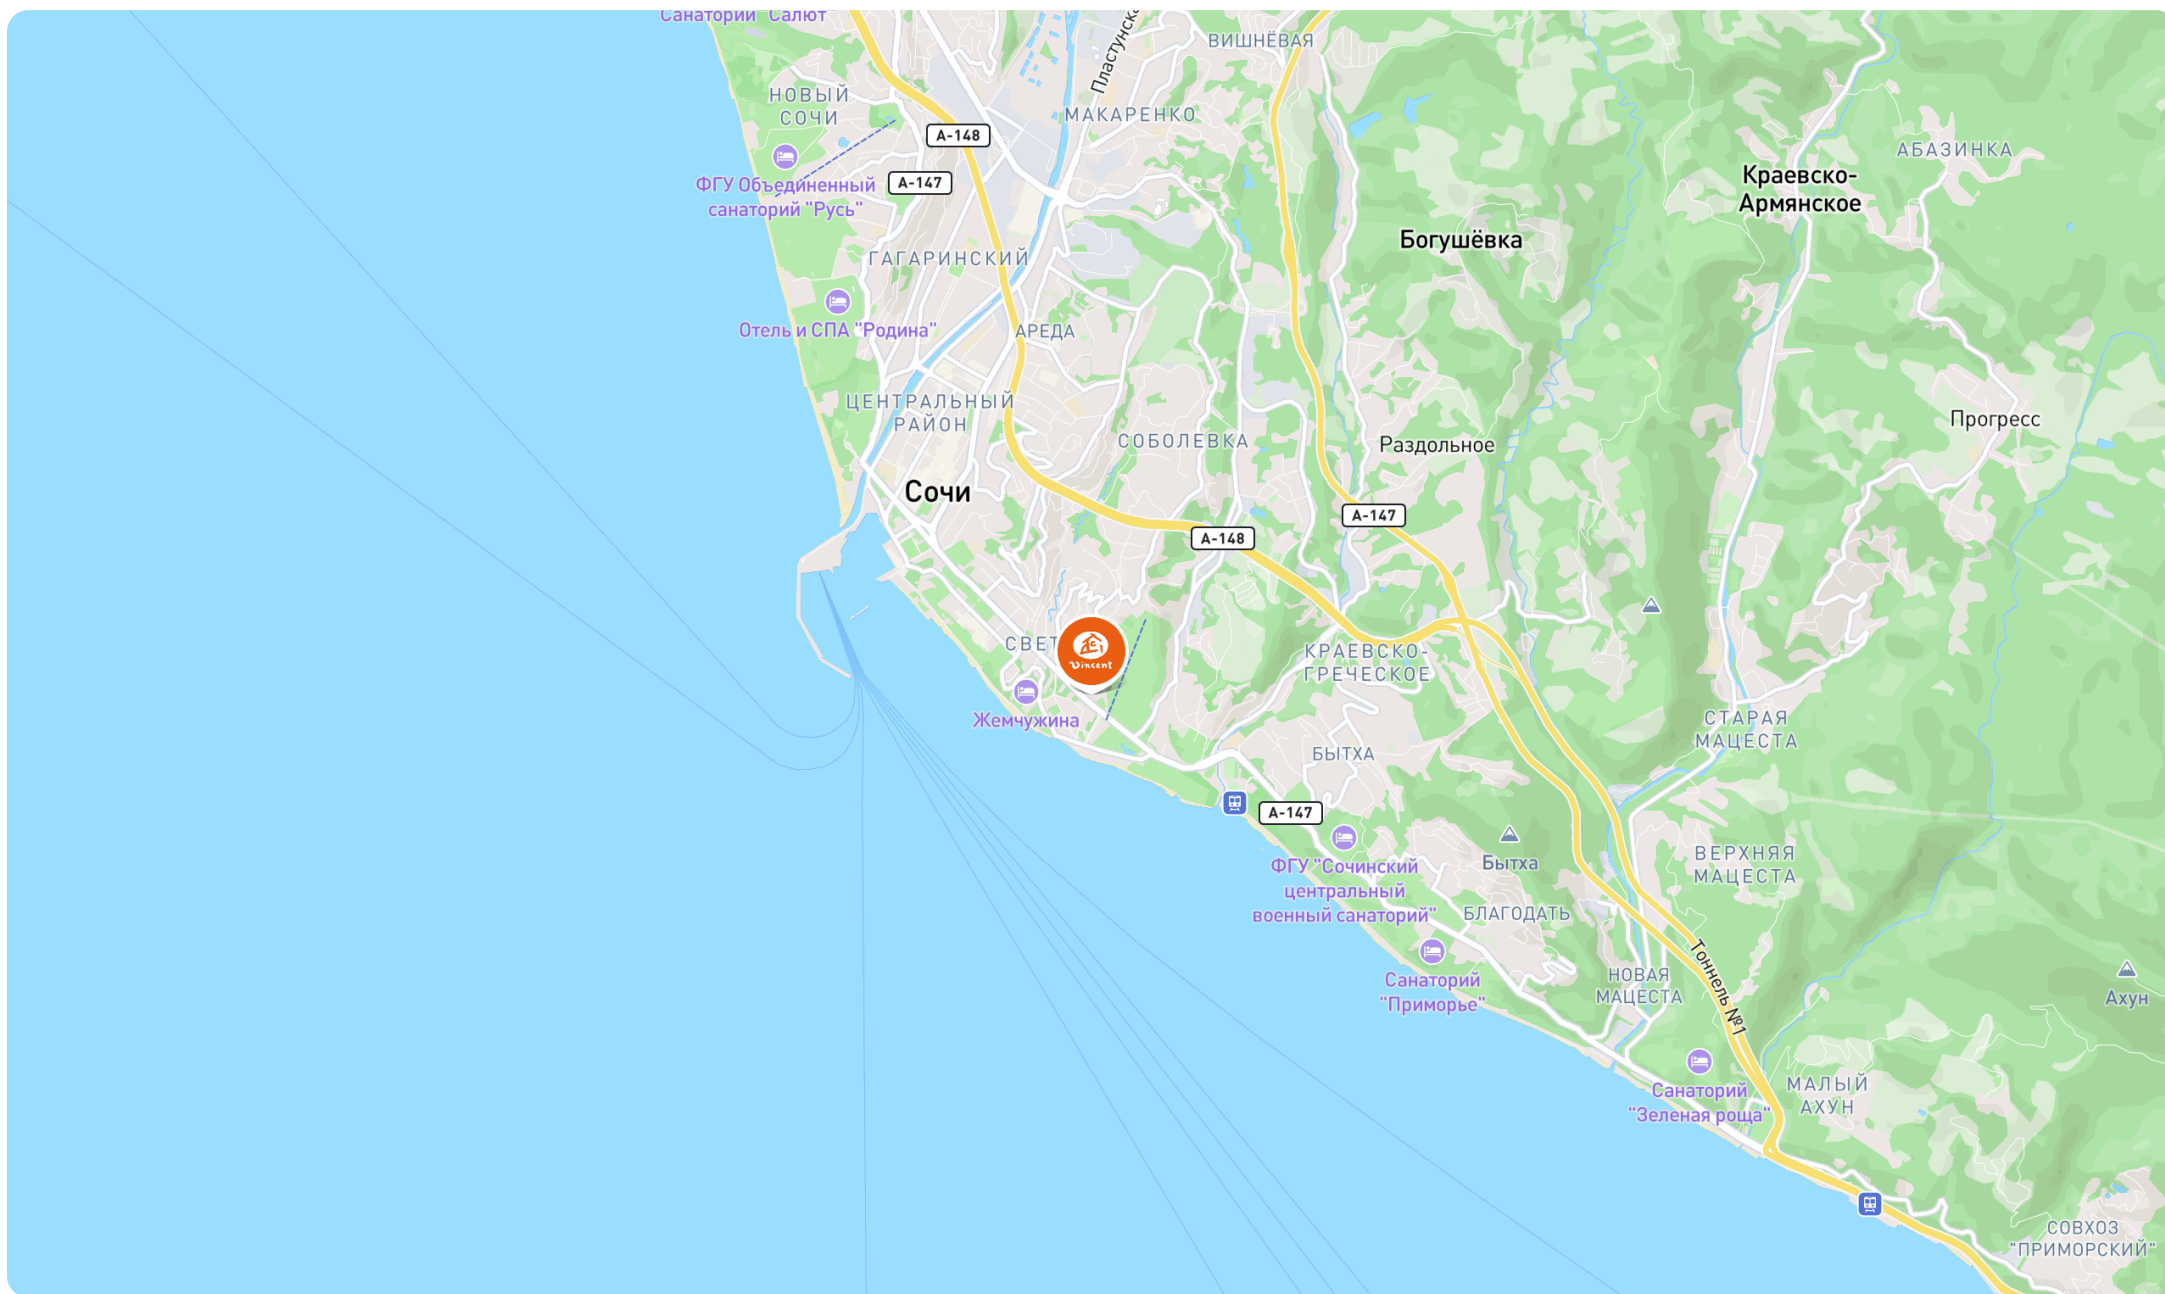 Санаторий "Салют"
Пластунска
ВИШНЁВАЯ
НОВЫЙ
СОЧИ
МАКАРЕНКО
А-148
АБАЗИНКА
ФГУ Объединенный
санаторий "Русь"
А-147
Краевско-
Армянское
Богушёвка
ГАГАРИНСКИЙ
Отель и СПА "Родина"
АРЕДА
ЦЕНТРАЛЬНЫЙ
РАЙОН
СОБОЛЕВКА
Раздольное
Прогресс
Сочи
А-147
А-148
СВЕТ
Vincent
КРАЕВСКО-
ГРЕЧЕСКОЕ
Жемчужина
СТАРАЯ
МАЦЕСТА
БЫТХА
А-147
ФГУ "Сочинский
центральный
военный санаторий"
Бытха
ВЕРХНЯЯ
МАЦЕСТА
БЛАГОДАТЬ
Санаторий
"Приморье"
НОВАЯ
МАЦЕСТА
Тоннель №1
Ахун
Санаторий
"Зеленая роща"
МАЛЫЙ
АХУН
СОВХОЗ
"ПРИМОРСКИЙ"